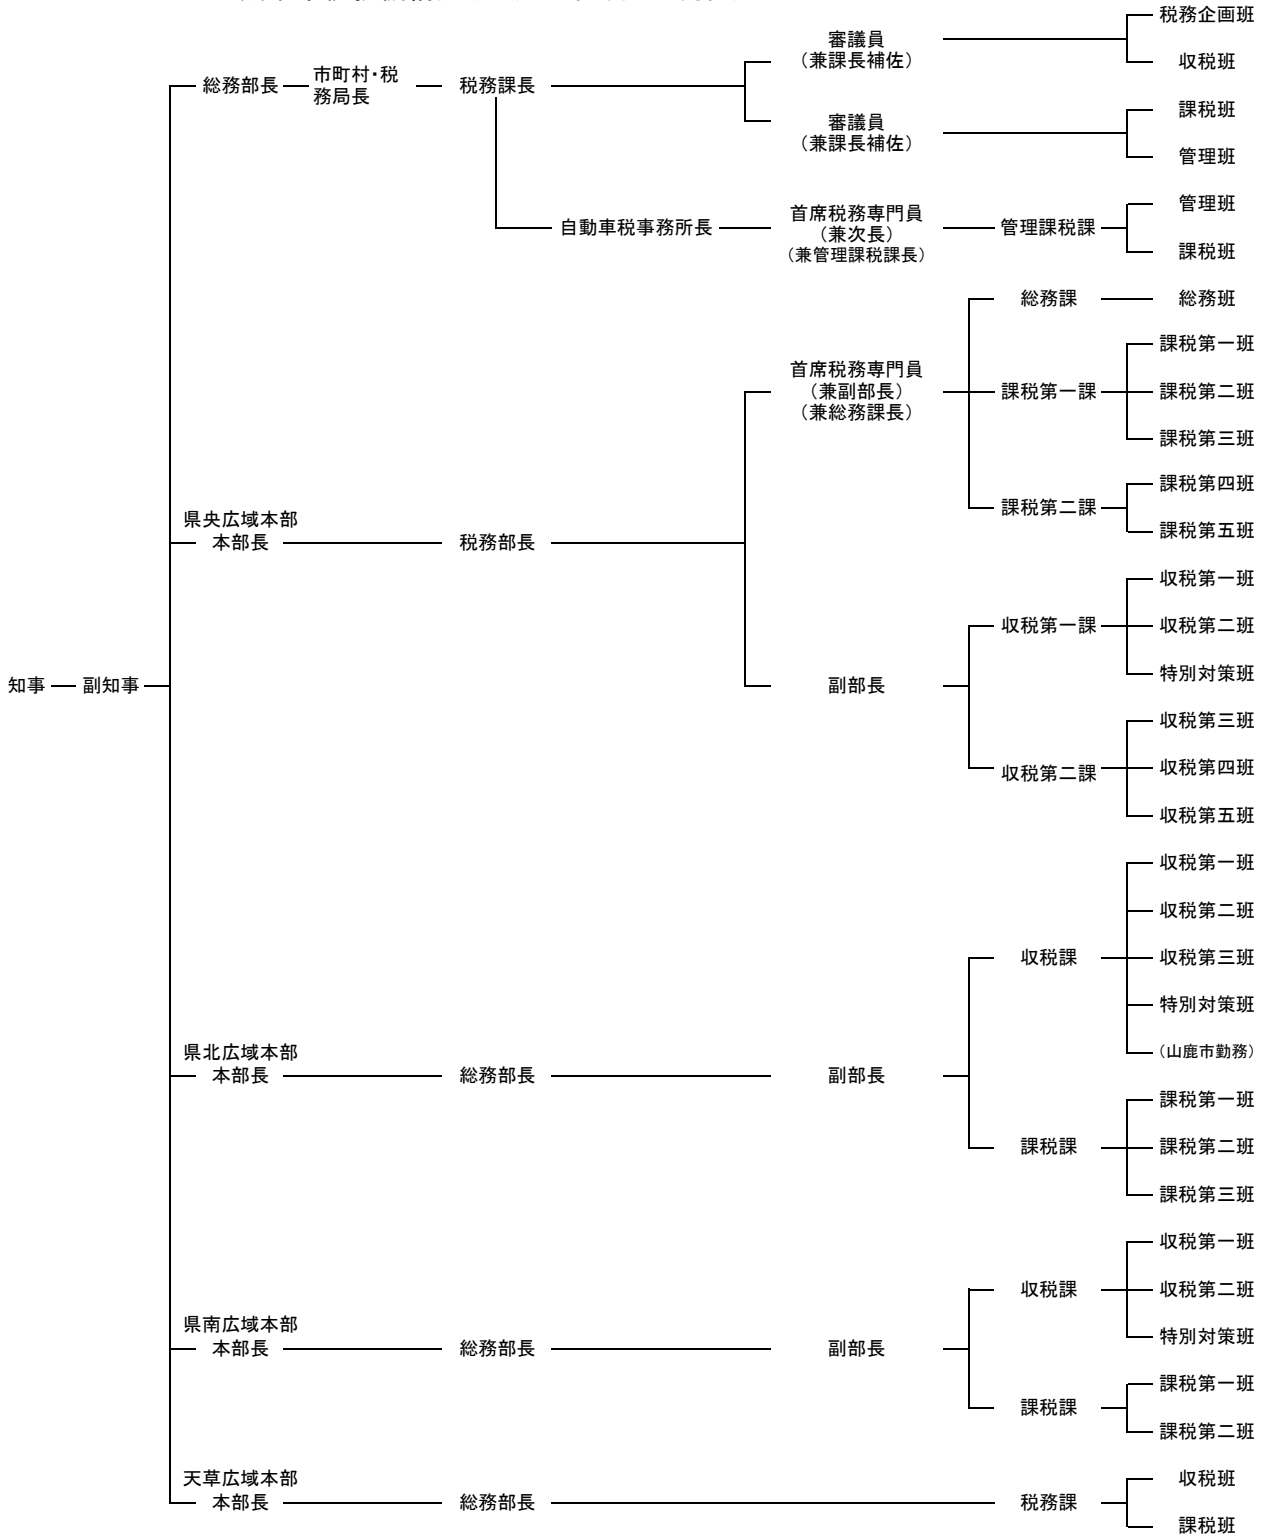 税務企画班
審議員
（兼課長補佐）
収税班
総務部長
市町村・税
務局長
税務課長
審議員
（兼課長補佐）
課税班
管理班
自動車税事務所長
首席税務専門員
（兼次長）
（兼管理課税課長）
管理課税課
管理班
課税班
総務課
総務班
首席税務専門員
（兼副部長）
（兼総務課長）
課税第一課
課税第一班
課税第二班
課税第三班
課税第二課
課税第四班
課税第五班
県央広域本部
本部長
税務部長
収税第一課
収税第一班
収税第二班
特別対策班
知事
副知事
副部長
収税第二課
収税第三班
収税第四班
収税第五班
収税課
収税第一班
収税第二班
収税第三班
特別対策班
（山鹿市勤務）
県北広域本部
本部長
総務部長
副部長
課税課
課税第一班
課税第二班
課税第三班
収税課
収税第一班
収税第二班
特別対策班
県南広域本部
本部長
総務部長
副部長
課税課
課税第一班
課税第二班
天草広域本部
本部長
総務部長
税務課
収税班
課税班